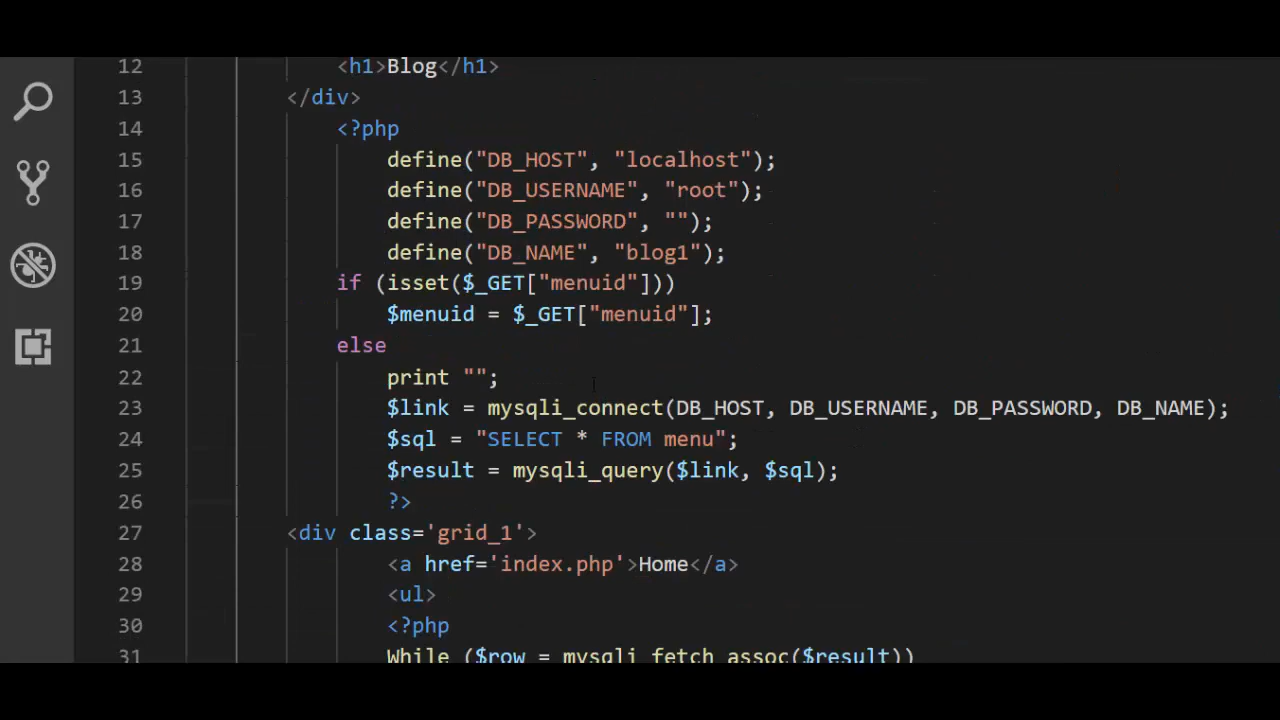 12 <h1>Blog</h1>
13 </div>
14 <?php
15 define("DB_HOST", "localhost");
16 define("DB_USERNAME", "root");
17 define("DB_PASSWORD", "");
18 define("DB_NAME", "blog1");
19 if (isset($_GET["menuid"]))
20 $menuid = $_GET["menuid"];
21 else
22 print "";
23 $link = mysqli_connect(DB_HOST, DB_USERNAME, DB_PASSWORD, DB_NAME);
24 $sql = "SELECT * FROM menu";
25 $result = mysqli_query($link, $sql);
26 ?>
27 <div class='grid_1'>
28 <a href='index.php'>Home</a>
29 <ul>
30 <?php
31 While ($row = mysqli_fetch_assoc($result))